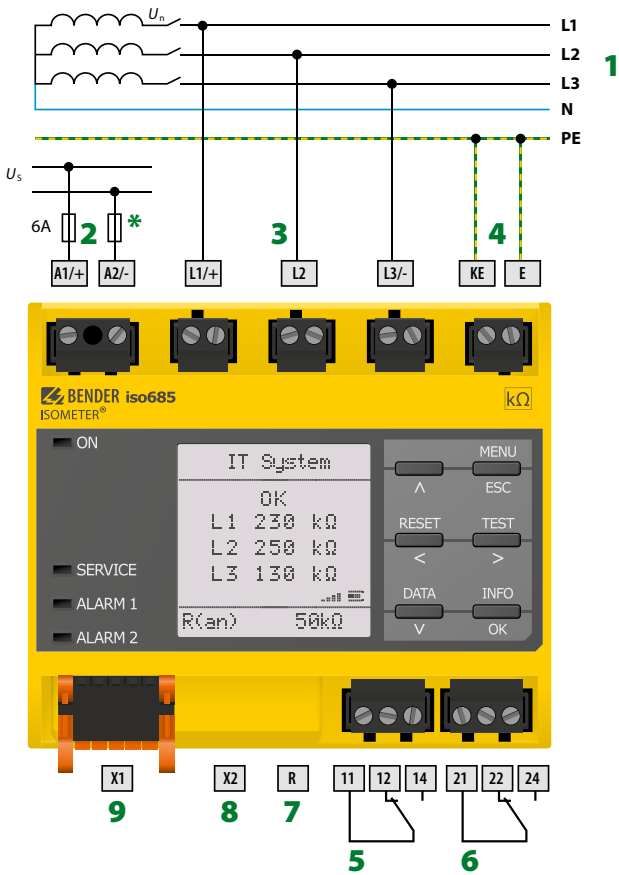 Un
L1
L2
1
L3
N
PE
Us
6A
2
*
3
4
A1/+
A2/-
L1/+
L2
L3/-
KE
E
BENDER iso685
ISOMETER®
kΩ
ON
IT System
MENU
ESC
OK
L1 230 kΩ
RESET
TEST
L2 250 kΩ
<
>
L3 130 kΩ
SERVICE
ALARM 1
DATA
INFO
R(an) 50kΩ
V
OK
ALARM 2
X1
X2
R
11
12
14
21
22
24
9
8
7
5
6